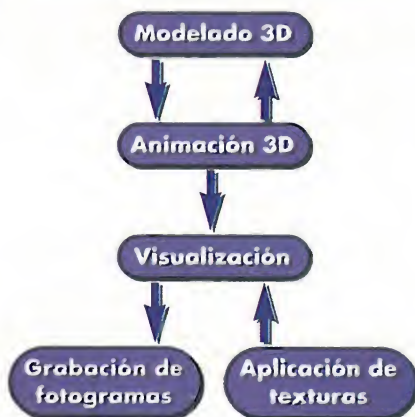 Modelado 3D
Animación 3D
Visualización
Grabación de
fotogramas
Aplicación de
texturas